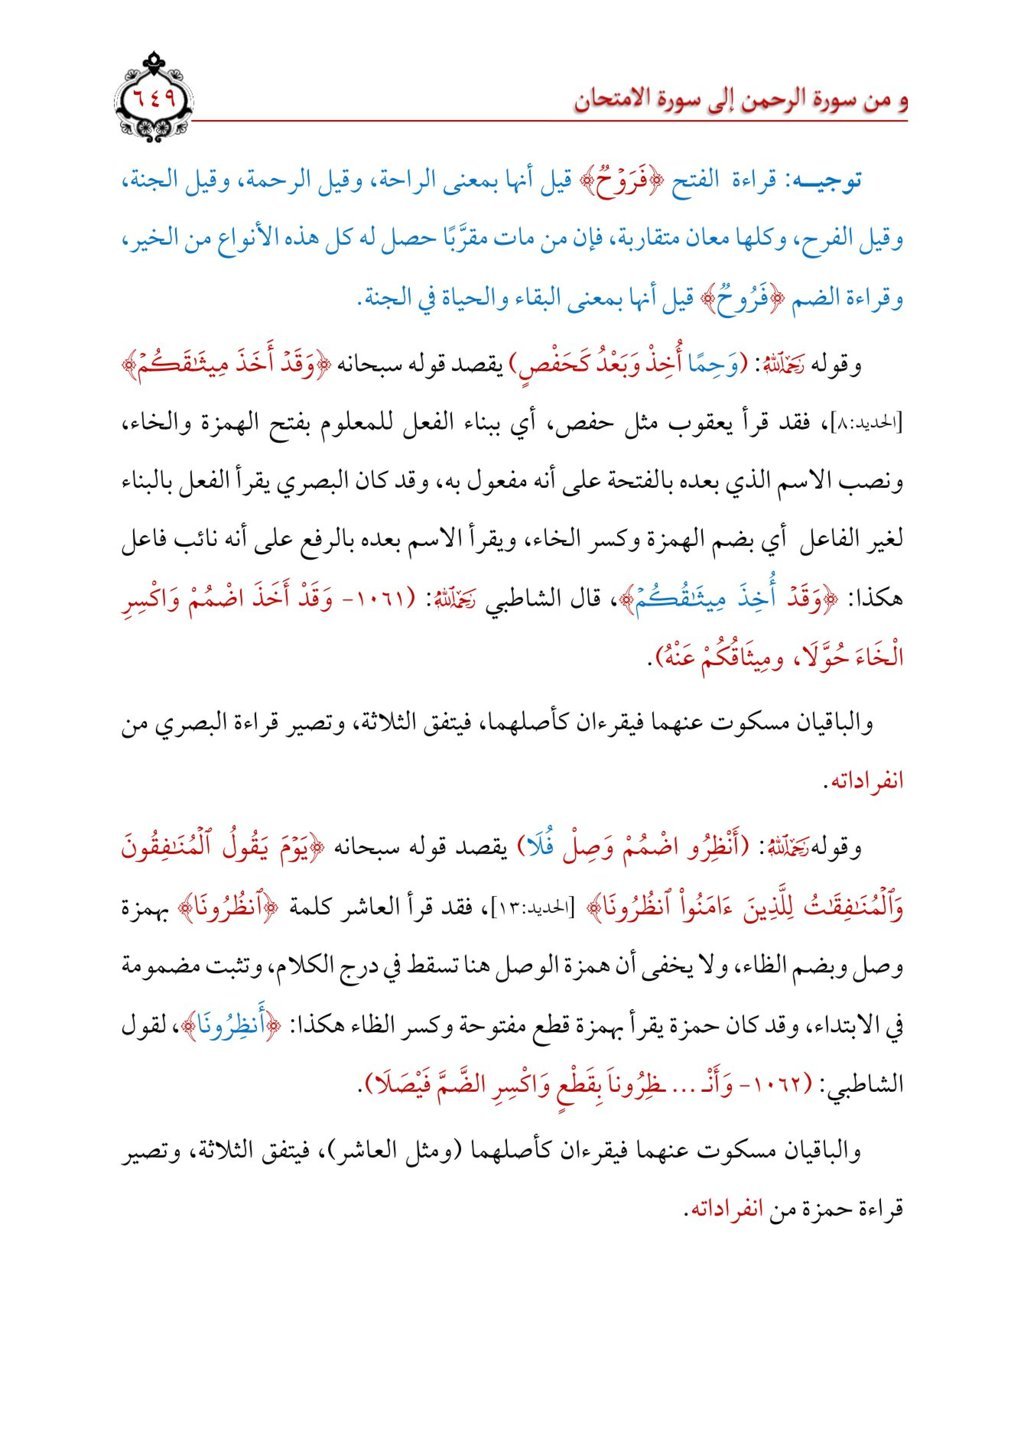 و من سورة الرحمن إلى سورة الامتحان
٦٤٩
توجيـــه: قراءة الفتح ﴿فَرَوْحٌ﴾ قيل أنها بمعنى الراحة، وقيل الرحمة، وقيل الجنة،
وقيل الفرح، وكلها معان متقاربة، فإن من مات مقرَّبًا حصل له كل هذه الأنواع من الخير،
وقراءة الضم ﴿فَرُوحٌ﴾ قيل أنها بمعنى البقاء والحياة في الجنة.
وقوله رَحِمَهُ ٱللَّهُ: (وَحِمًا أُخِذْ وَبَعْدُ كَحَفْصٍ) يقصد قوله سبحانه ﴿وَقَدْ أَخَذَ مِيثَـٰقَكُمْ﴾
[الحديد:٨]، فقد قرأ يعقوب مثل حفص، أي ببناء الفعل للمعلوم بفتح الهمزة والخاء،
ونصب الاسم الذي بعده بالفتحة على أنه مفعول به، وقد كان البصري يقرأ الفعل بالبناء
لغير الفاعل أي بضم الهمزة وكسر الخاء، ويقرأ الاسم بعده بالرفع على أنه نائب فاعل
هكذا: ﴿وَقَدْ أُخِذَ مِيثَـٰقُكُمْ﴾، قال الشاطبي رَحِمَهُ ٱللَّهُ: (١٠٦١- وَقَدْ أَخَذَ اضْمُمْ وَاكْسِرِ
الْخَاءَ حُوَّلَا، ومِيثَاقُكُمْ عَنْهُ).
والباقيان مسكوت عنهما فيقرءان كأصلهما، فيتفق الثلاثة، وتصير قراءة البصري من
انفراداته.
وقوله رَحِمَهُ ٱللَّهُ: (أَنْظِرُو اضْمُمْ وَصِلْ فُلَا) يقصد قوله سبحانه ﴿يَوْمَ يَقُولُ ٱلْمُنَـٰفِقُونَ
وَٱلْمُنَـٰفِقَـٰتُ لِلَّذِينَ ءَامَنُوا۟ ٱنظُرُونَا﴾ [الحديد:١٣]، فقد قرأ العاشر كلمة ﴿ٱنظُرُونَا﴾ بهمزة
وصل وبضم الظاء، ولا يخفى أن همزة الوصل هنا تسقط في درج الكلام، وتثبت مضمومة
في الابتداء، وقد كان حمزة يقرأ بهمزة قطع مفتوحة وكسر الظاء هكذا: ﴿أَنظِرُونَا﴾، لقول
الشاطبي: (١٠٦٢- وَأَنْـ ... ـظِرُونَا بِقَطْعٍ وَاكْسِرِ الضَّمَّ فَيْصَلَا).
والباقيان مسكوت عنهما فيقرءان كأصلهما (ومثل العاشر)، فيتفق الثلاثة، وتصير
قراءة حمزة من انفراداته.